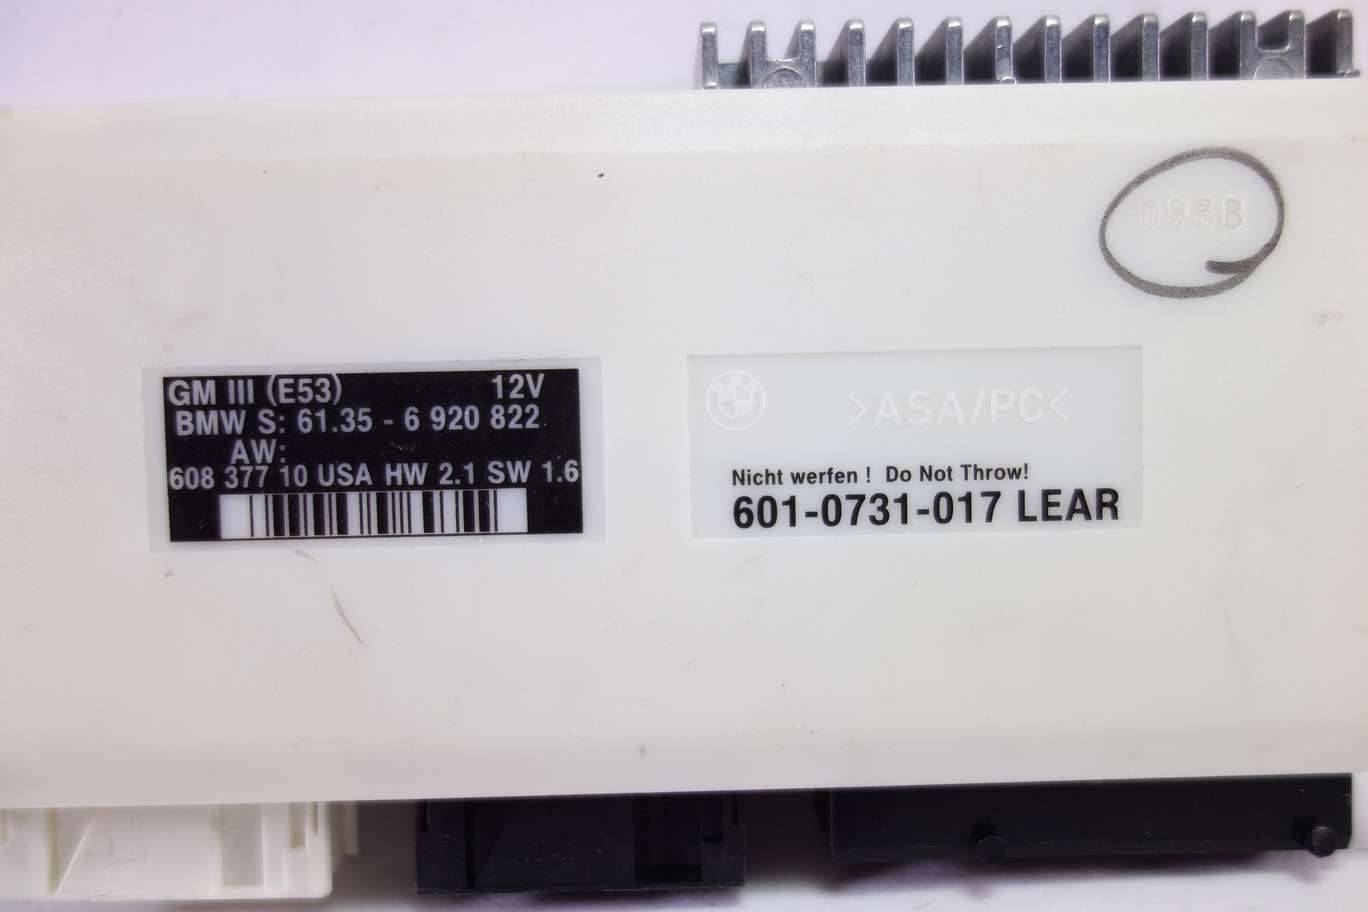 093B
GM III (E53) 12V
BMW S: 61.35 - 6 920 822
AW:
608 377 10 USA HW 2.1 SW 1.6
>ASA/PC<
Nicht werfen ! Do Not Throw!
601-0731-017 LEAR